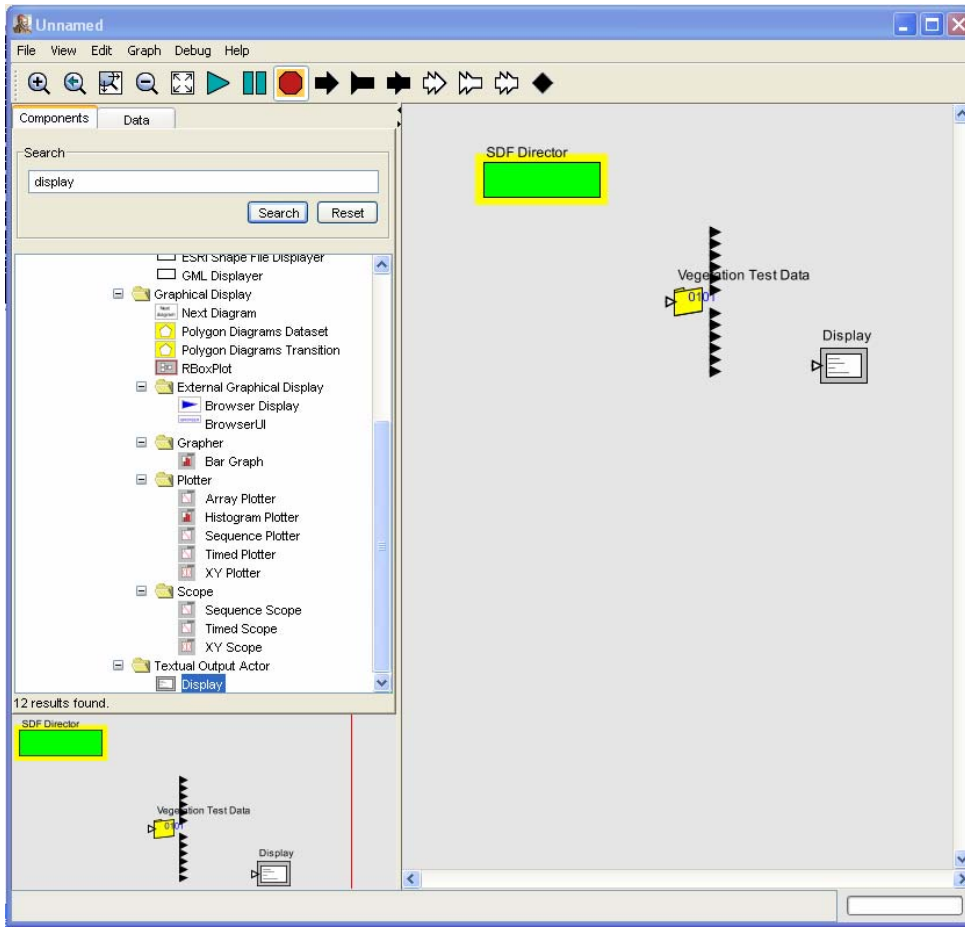 Unnamed
File View Edit Graph Debug Help
Components Data
Search
display
Search Reset
ESRI Shape File Displayer
GML Displayer
Graphical Display
Next Diagram
Polygon Diagrams Dataset
Polygon Diagrams Transition
RBoxPlot
External Graphical Display
Browser Display
BrowserUI
Grapher
Bar Graph
Plotter
Array Plotter
Histogram Plotter
Sequence Plotter
Timed Plotter
XY Plotter
Scope
Sequence Scope
Timed Scope
XY Scope
Textual Output Actor
Display
12 results found.
SDF Director
Vegetation Test Data
0101
Display
SDF Director
Vegetation Test Data
0101
Display